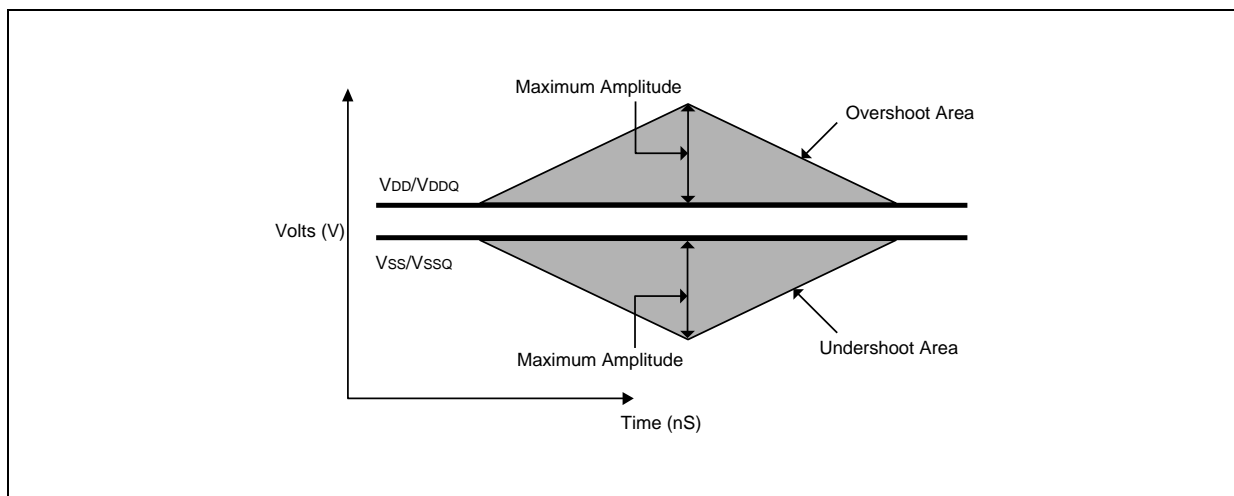 Maximum Amplitude
Overshoot Area
VDD/VDDQ
Volts (V)
VSS/VSSQ
Undershoot Area
Maximum Amplitude
Time (nS)